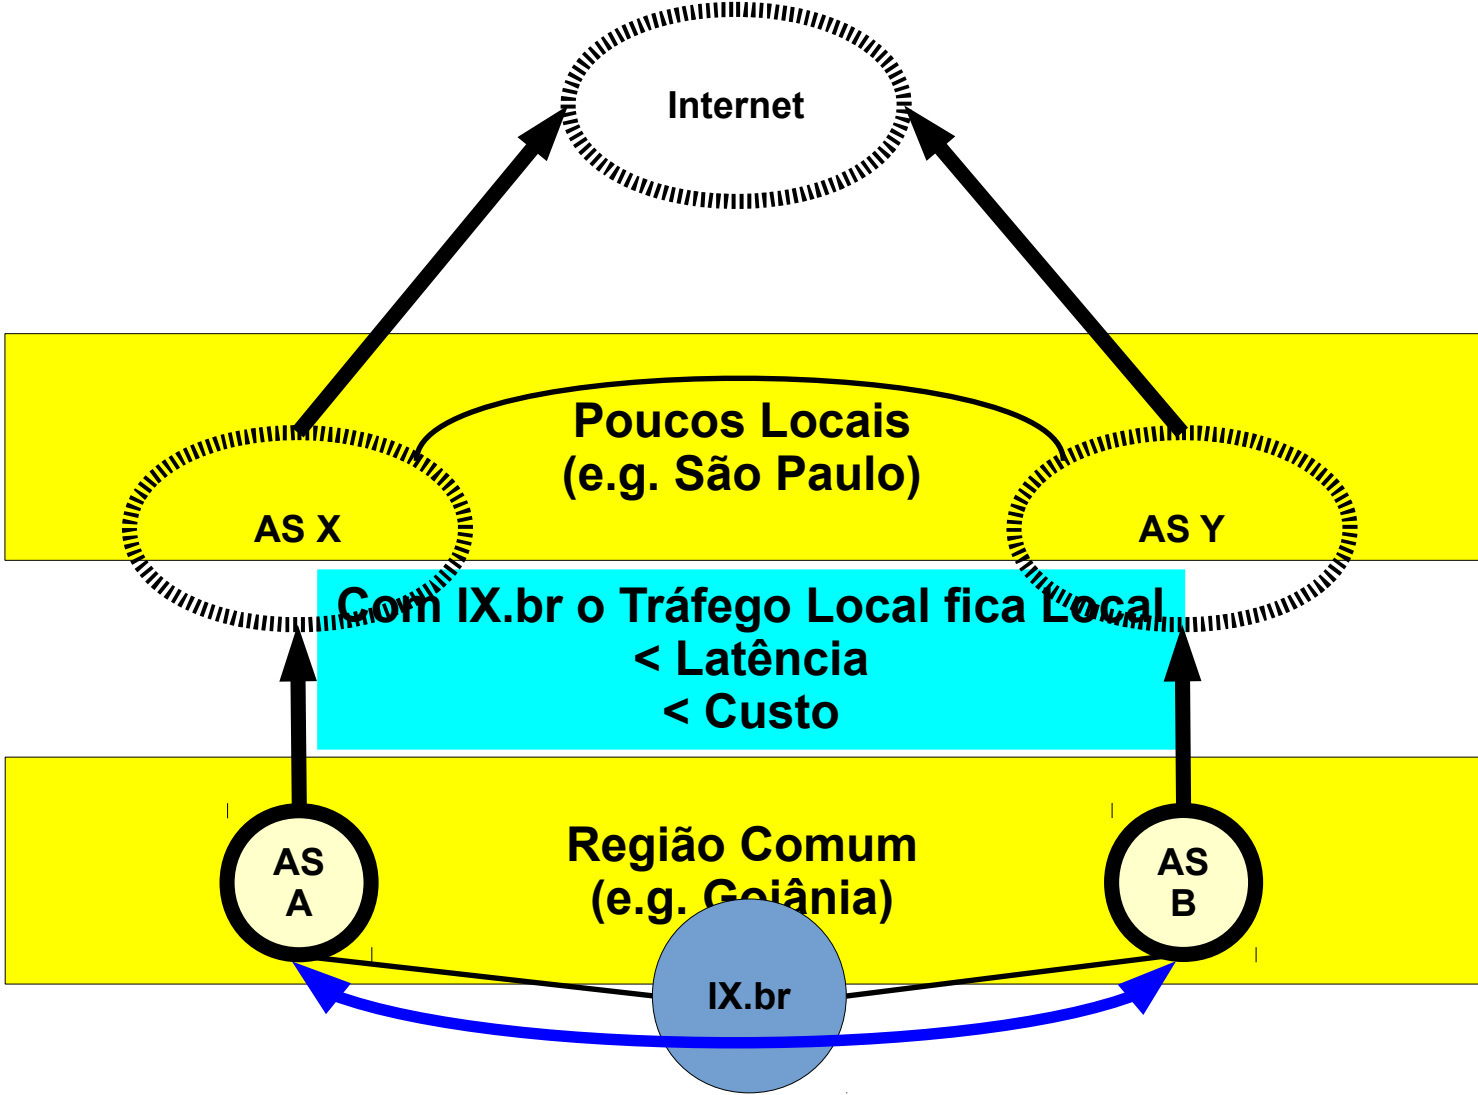 Internet
Poucos Locais
(e.g. São Paulo)
AS X
AS Y
Com IX.br o Tráfego Local fica Local
< Latência
< Custo
Região Comum
(e.g. Goiânia)
AS
A
AS
B
IX.br